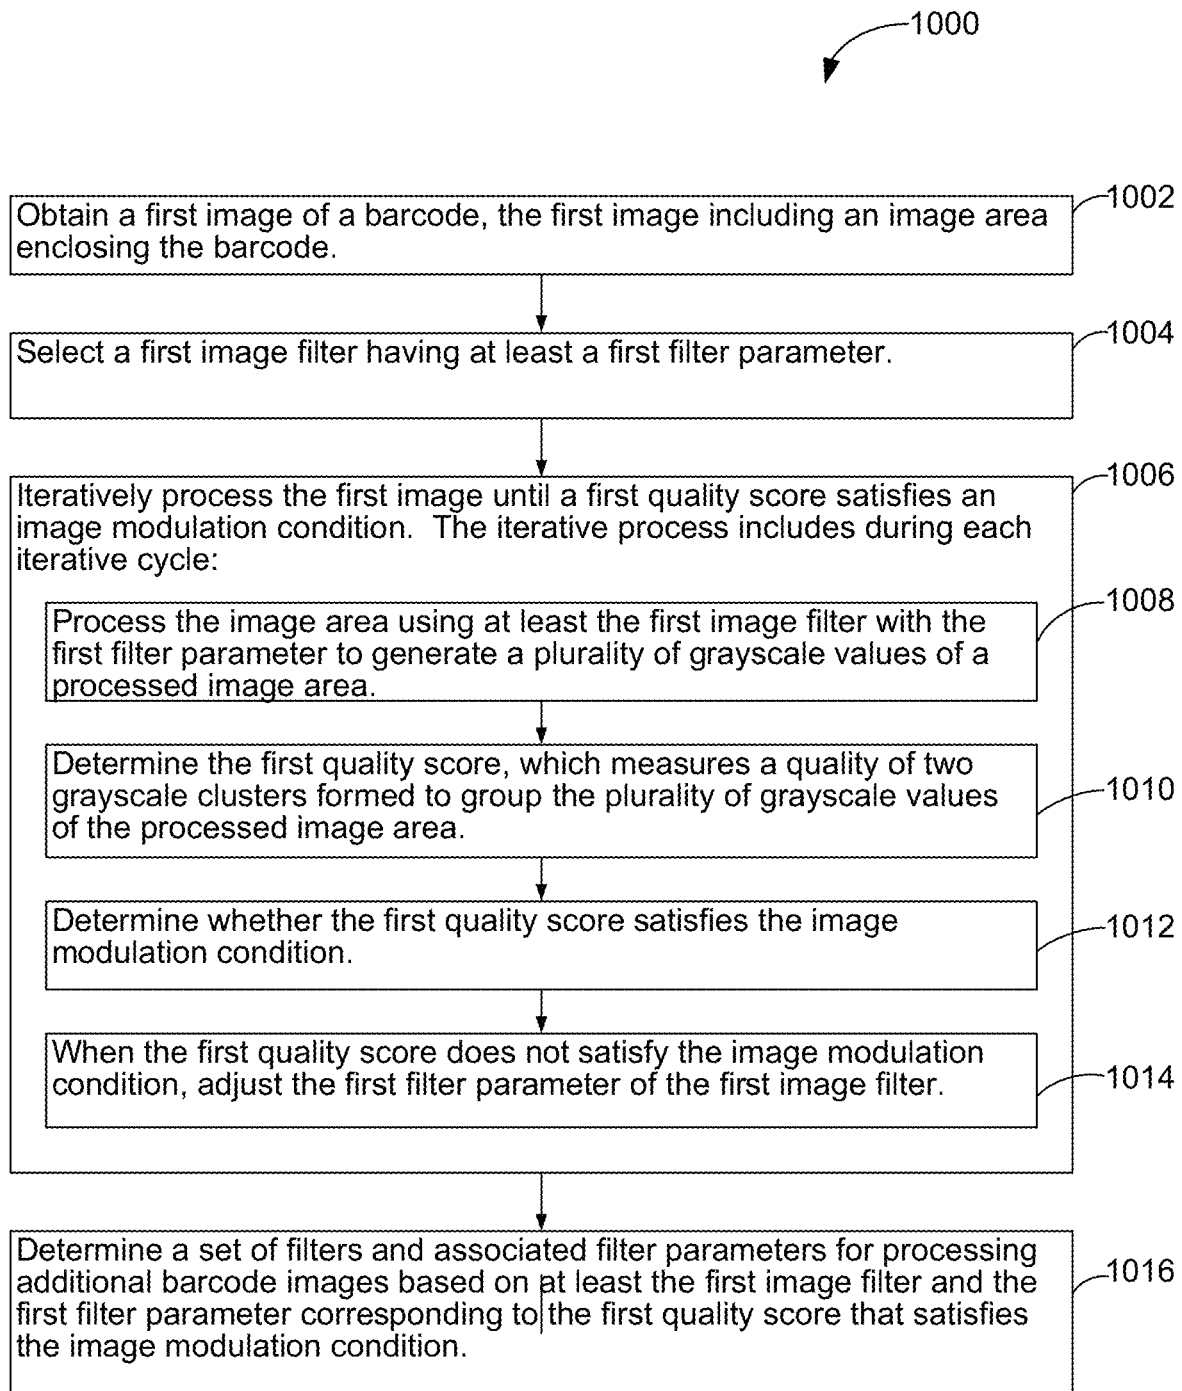 1000
1002
Obtain a first image of a barcode, the first image including an image area
enclosing the barcode.
1004
Select a first image filter having at least a first filter parameter.
1006
Iteratively process the first image until a first quality score satisfies an
image modulation condition.  The iterative process includes during each
iterative cycle:
1008
Process the image area using at least the first image filter with the
first filter parameter to generate a plurality of grayscale values of a
processed image area.
Determine the first quality score, which measures a quality of two
1010
grayscale clusters formed to group the plurality of grayscale values
of the processed image area.
Determine whether the first quality score satisfies the image
1012
modulation condition.
When the first quality score does not satisfy the image modulation
1014
condition, adjust the first filter parameter of the first image filter.
Determine a set of filters and associated filter parameters for processing
1016
additional barcode images based on at least the first image filter and the
first filter parameter corresponding to the first quality score that satisfies
the image modulation condition.